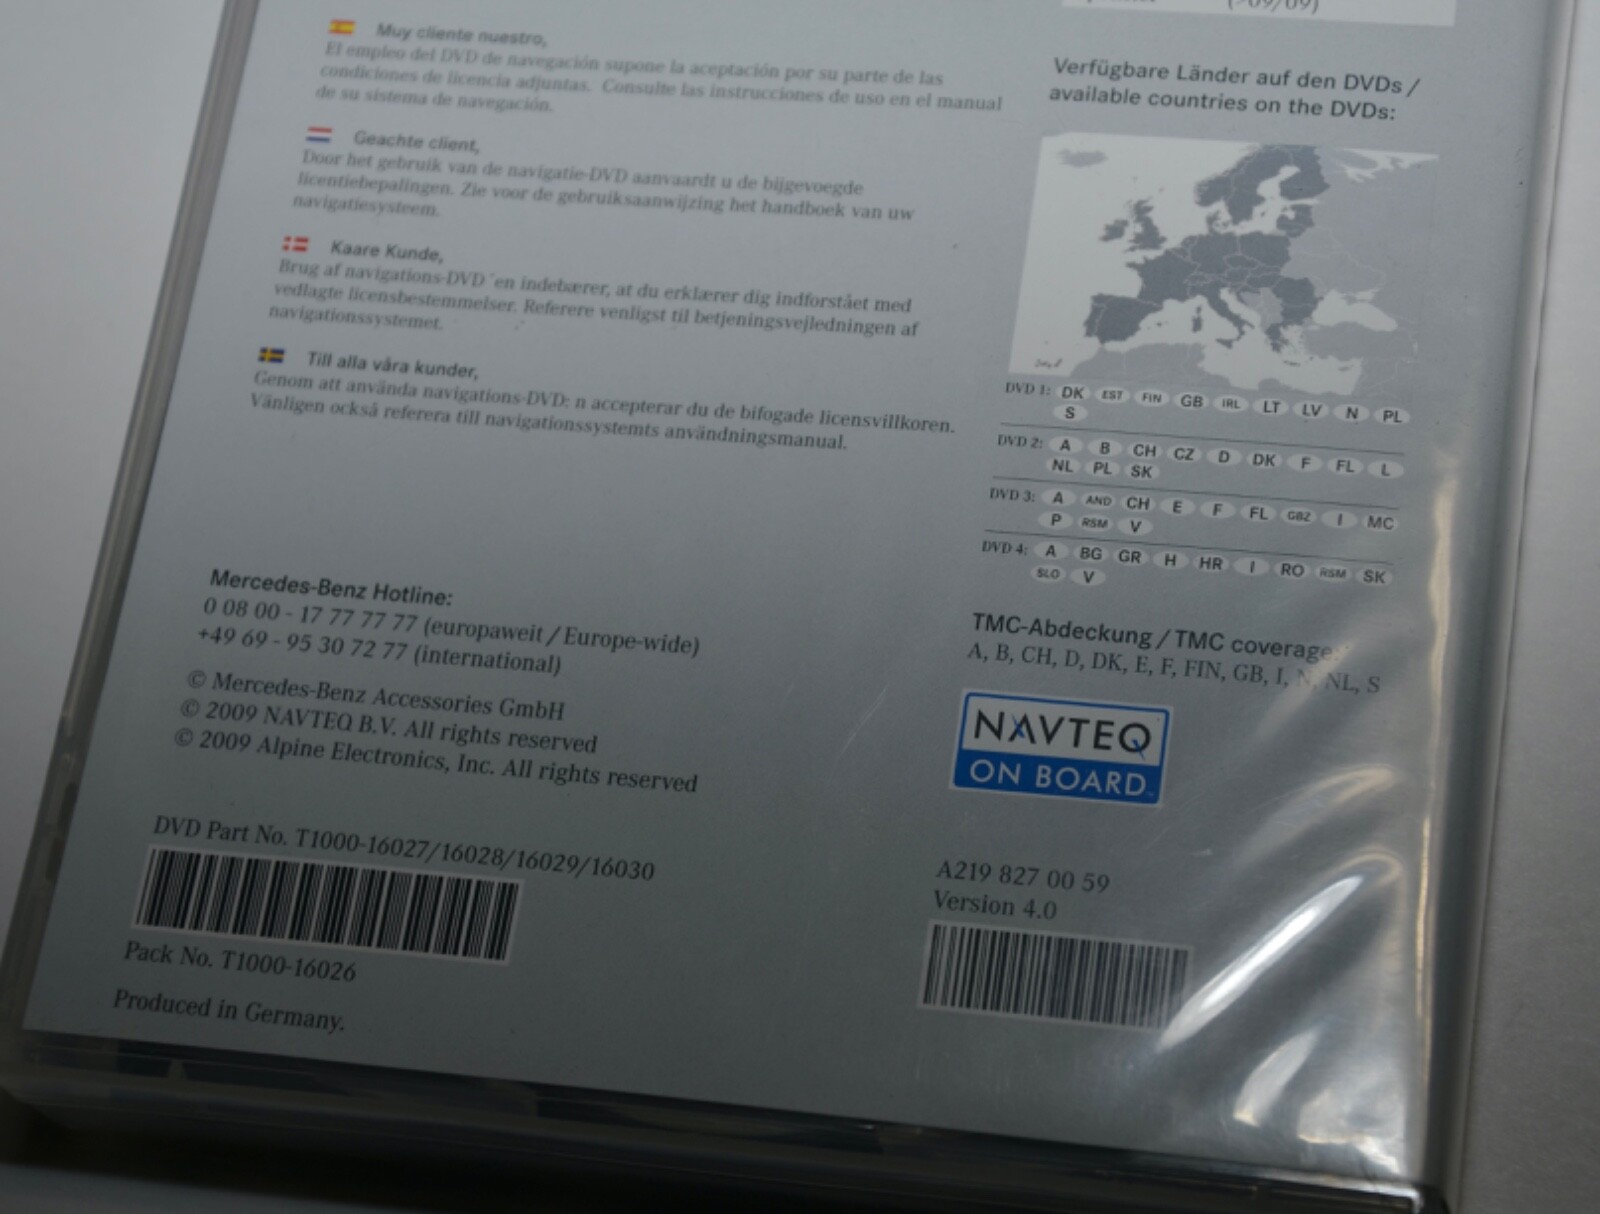 (>09/09)
Muy cliente nuestro,
El empleo del DVD de navegación supone la aceptación por su parte de las
condiciones de licencia adjuntas. Consulte las instrucciones de uso en el manual
de su sistema de navegación.
Geachte client,
Door het gebruik van de navigatie-DVD aanvaardt u de bijgevoegde
licentiebepalingen. Zie voor de gebruiksaanwijzing het handboek van uw
navigatiesysteem.
Kaare Kunde,
Brug af navigations-DVD´en indebærer, at du erklærer dig indforstået med
vedlagte licensbestemmelser. Referere venligst til betjeningsvejledningen af
navigationssystemet.
Till alla våra kunder,
Genom att använda navigations-DVD: n accepterar du de bifogade licensvillkoren.
Vänligen också referera till navigationssystemts användningsmanual.
Mercedes-Benz Hotline:
0 08 00 - 17 77 77 77 (europaweit / Europe-wide)
+49 69 - 95 30 72 77 (international)
© Mercedes-Benz Accessories GmbH
© 2009 NAVTEQ B.V. All rights reserved
© 2009 Alpine Electronics, Inc. All rights reserved
DVD Part No. T1000-16027/16028/16029/16030
Pack No. T1000-16026
Produced in Germany.
Verfügbare Länder auf den DVDs /
available countries on the DVDs:
DVD 1: DK EST FIN GB IRL LT LV N PL
S
DVD 2: A B CH CZ D DK F FL L
NL PL SK
DVD 3: A AND CH E F FL GBZ I MC
P RSM V
DVD 4: A BG GR H HR I RO RSM SK
SLO V
TMC-Abdeckung / TMC coverage:
A, B, CH, D, DK, E, F, FIN, GB, I, N, NL, S
NAVTEQ
ON BOARD
A219 827 00 59
Version 4.0